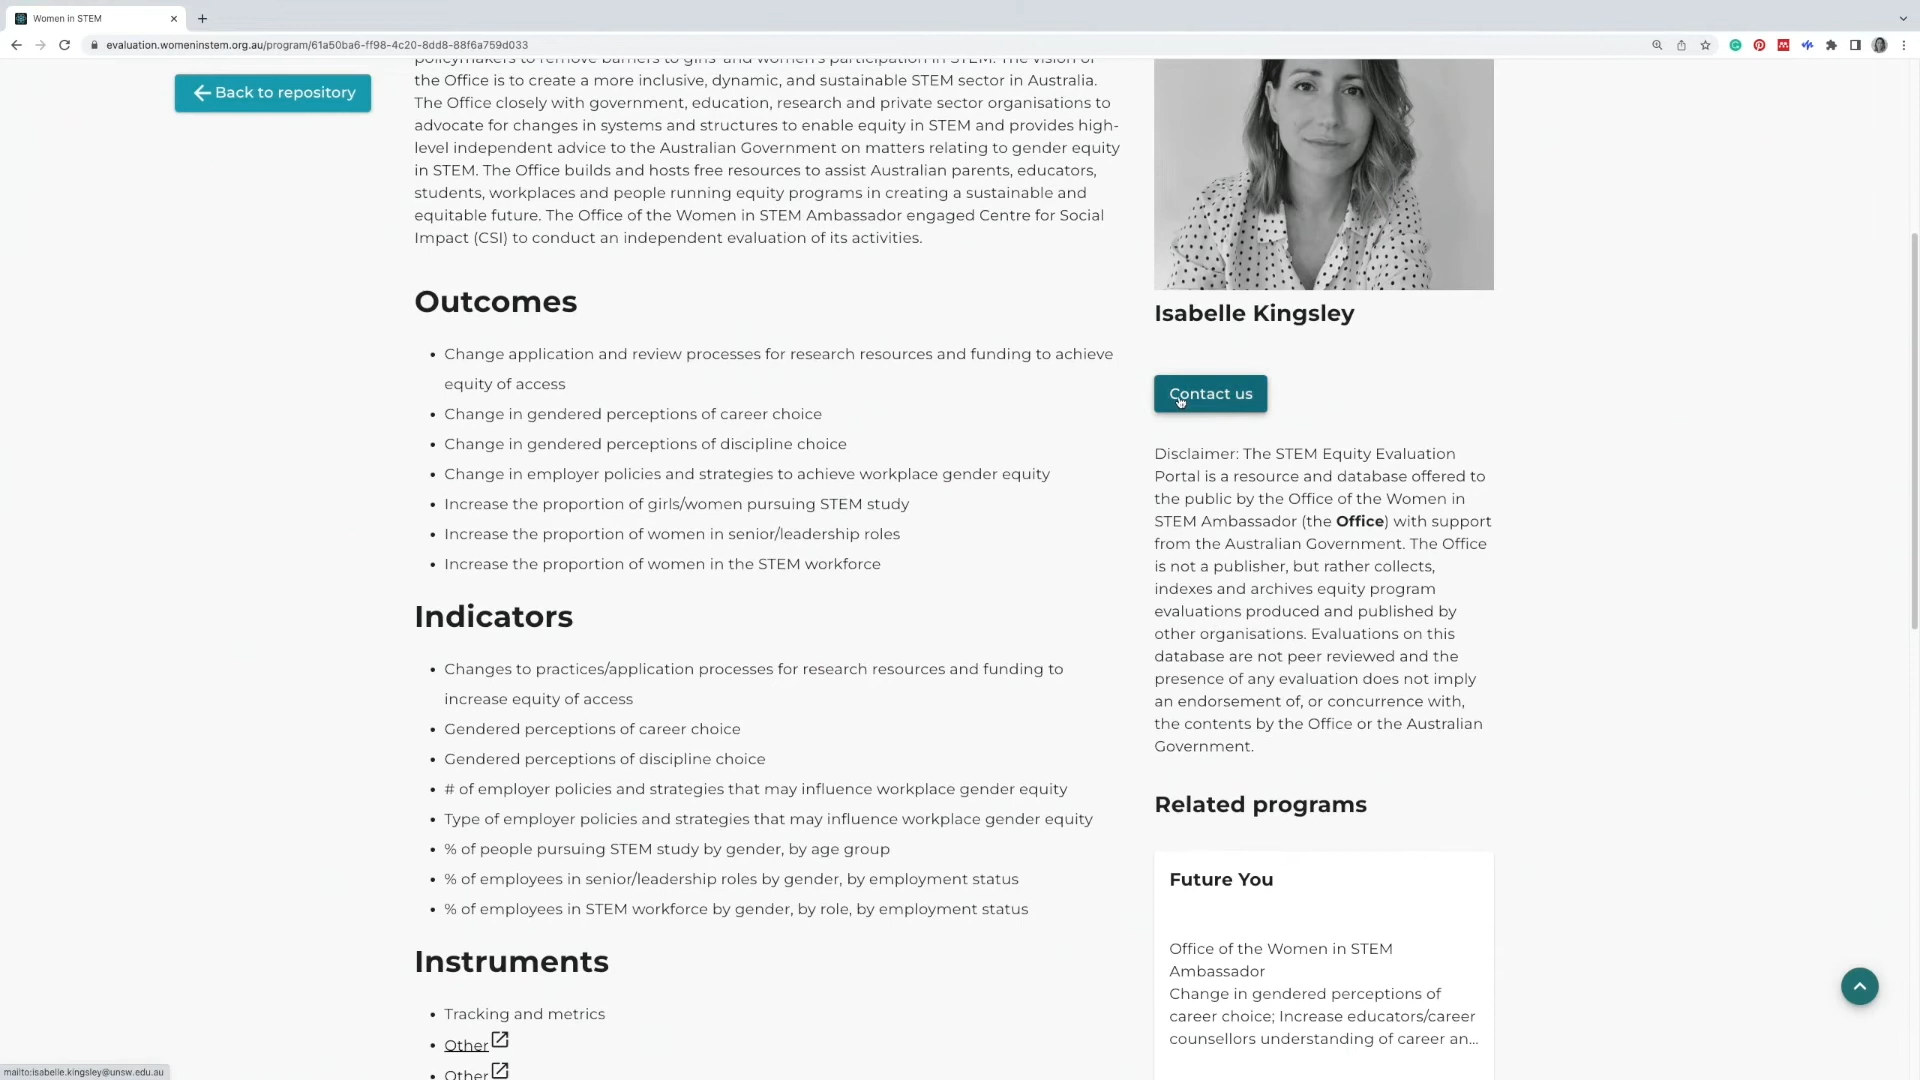 Women in STEM
evaluation.womeninstem.org.au/program/61a50ba6-ff98-4c20-8dd8-88f6a759d033
Back to repository
policymakers to remove barriers to girls' and women's participation in STEM. The vision of
the Office is to create a more inclusive, dynamic, and sustainable STEM sector in Australia.
The Office closely with government, education, research and private sector organisations to
advocate for changes in systems and structures to enable equity in STEM and provides high-
level independent advice to the Australian Government on matters relating to gender equity
in STEM. The Office builds and hosts free resources to assist Australian parents, educators,
students, workplaces and people running equity programs in creating a sustainable and
equitable future. The Office of the Women in STEM Ambassador engaged Centre for Social
Impact (CSI) to conduct an independent evaluation of its activities.
Outcomes
Change application and review processes for research resources and funding to achieve
equity of access
Change in gendered perceptions of career choice
Change in gendered perceptions of discipline choice
Change in employer policies and strategies to achieve workplace gender equity
Increase the proportion of girls/women pursuing STEM study
Increase the proportion of women in senior/leadership roles
Increase the proportion of women in the STEM workforce
Indicators
Changes to practices/application processes for research resources and funding to
increase equity of access
Gendered perceptions of career choice
Gendered perceptions of discipline choice
# of employer policies and strategies that may influence workplace gender equity
Type of employer policies and strategies that may influence workplace gender equity
% of people pursuing STEM study by gender, by age group
% of employees in senior/leadership roles by gender, by employment status
% of employees in STEM workforce by gender, by role, by employment status
Instruments
Tracking and metrics
Other
Other
Isabelle Kingsley
Contact us
Disclaimer: The STEM Equity Evaluation
Portal is a resource and database offered to
the public by the Office of the Women in
STEM Ambassador (the Office) with support
from the Australian Government. The Office
is not a publisher, but rather collects,
indexes and archives equity program
evaluations produced and published by
other organisations. Evaluations on this
database are not peer reviewed and the
presence of any evaluation does not imply
an endorsement of, or concurrence with,
the contents by the Office or the Australian
Government.
Related programs
Future You
Office of the Women in STEM
Ambassador
Change in gendered perceptions of
career choice; Increase educators/career
counsellors understanding of career an...
mailto:isabelle.kingsley@unsw.edu.au